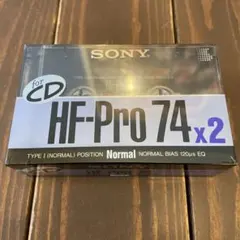 SONY
for
CD
HF-Pro 74 x2
TYPE I (NORMAL) POSITION Normal NORMAL BIAS 120μs EQ